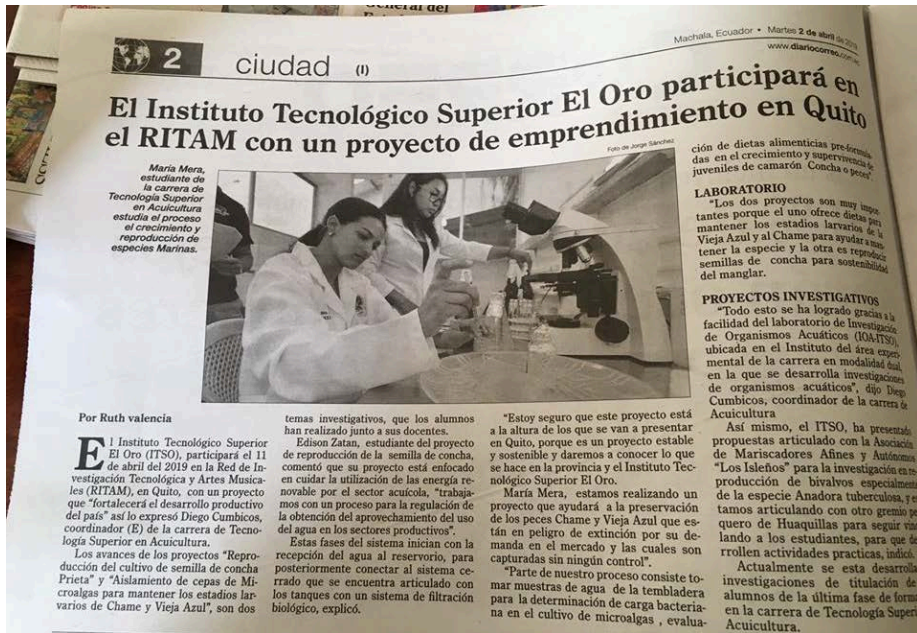 General del
2 ciudad (I)
Machala, Ecuador • Martes 2 de abril de 2019
www.diariocorreo.com.ec
El Instituto Tecnológico Superior El Oro participará en
el RITAM con un proyecto de emprendimiento en Quito
Foto de Jorge Sánchez
María Mera,
estudiante de
la carrera de
Tecnología Superior
en Acuicultura
estudia el proceso
el crecimiento y
reproducción de
especies Marinas.
Por Ruth valencia
El Instituto Tecnológico Superior
El Oro (ITSO), participará el 11
de abril del 2019 en la Red de In-
vestigación Tecnológica y Artes Musica-
les (RITAM), en Quito, con un proyecto
que "fortalecerá el desarrollo productivo
del país" así lo expresó Diego Cumbicos,
coordinador (E) de la carrera de Tecno-
logía Superior en Acuicultura.
Los avances de los proyectos "Repro-
ducción del cultivo de semilla de concha
Prieta" y "Aislamiento de cepas de Mi-
croalgas para mantener los estadios lar-
varios de Chame y Vieja Azul", son dos
temas investigativos, que los alumnos
han realizado junto a sus docentes.
Edison Zatan, estudiante del proyecto
de reproducción de la semilla de concha,
comentó que su proyecto está enfocado
en cuidar la utilización de las energía re-
novable por el sector acuícola, "trabaja-
mos con un proceso para la regulación de
la obtención del aprovechamiento del uso
del agua en los sectores productivos".
Estas fases del sistema inician con la
recepción del agua al reservorio, para
posteriormente conectar al sistema ce-
rrado que se encuentra articulado con
los tanques con un sistema de filtración
biológico, explicó.
"Estoy seguro que este proyecto está
a la altura de los que se van a presentar
en Quito, porque es un proyecto estable
y sostenible y daremos a conocer lo que
se hace en la provincia y el Instituto Tec-
nológico Superior El Oro.
María Mera, estamos realizando un
proyecto que ayudará a la preservación
de los peces Chame y Vieja Azul que es-
tán en peligro de extinción por su de-
manda en el mercado y las cuales son
capturadas sin ningún control".
"Parte de nuestro proceso consiste to-
mar muestras de agua de la tembladera
para la determinación de carga bacteria-
na en el cultivo de microalgas , evalua-
ción de dietas alimenticias pre-formula-
das en el crecimiento y supervivencia de
juveniles de camarón Concha o peces".
LABORATORIO
"Los dos proyectos son muy impor-
tantes porque el uno ofrece dietas para
mantener los estadios larvarios de la
Vieja Azul y al Chame para ayudar a man-
tener la especie y la otra es reproducir
semillas de concha para sostenibilidad
del manglar.
PROYECTOS INVESTIGATIVOS
"Todo esto se ha logrado gracias a la
facilidad del laboratorio de Investigación
de Organismos Acuáticos (IOA-ITSO),
ubicada en el Instituto del área experi-
mental de la carrera en modalidad dual,
en la que se desarrolla investigaciones
de organismos acuáticos", dijo Diego
Cumbicos, coordinador de la carrera de
Acuicultura
Así mismo, el ITSO, ha presentado
propuestas articulado con la Asociación
de Mariscadores Afines y Autónomos
"Los Isleños" para la investigación en re-
producción de bivalvos especialmente
de la especie Anadora tuberculosa, y es-
tamos articulando con otro gremio pes-
quero de Huaquillas para seguir vincu-
lando a los estudiantes, para que desa-
rrollen actividades practicas, indicó.
Actualmente se esta desarrollando
investigaciones de titulación de
alumnos de la última fase de
en la carrera de Tecnología Superior
Acuicultura.